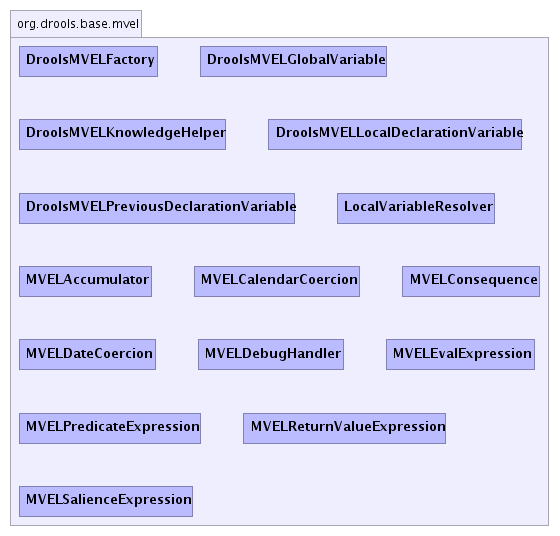 org.drools.base.mvel
DroolsMVELFactory DroolsMVELGlobalVariable
DroolsMVELKnowledgeHelper DroolsMVELLocalDeclarationVariable
DroolsMVELPreviousDeclarationVariable LocalVariableResolver
MVELAccumulator MVELCalendarCoercion MVELConsequence
MVELDateCoercion MVELDebugHandler MVELEvalExpression
MVELPredicateExpression MVELReturnValueExpression
MVELSalienceExpression